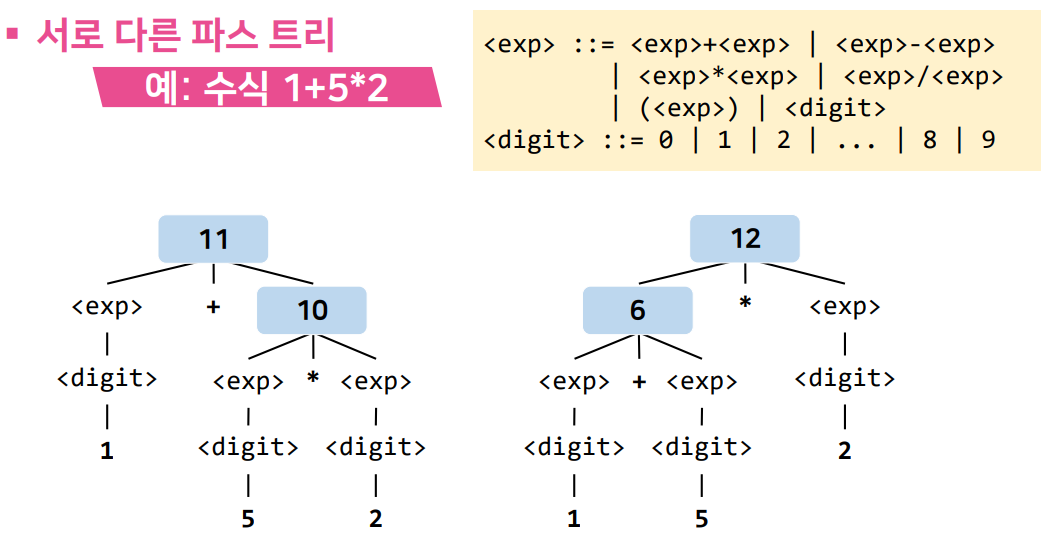 ▪ 서로 다른 파스 트리
예: 수식 1+5*2
<exp> ::= <exp>+<exp> | <exp>-<exp>
| <exp>*<exp> | <exp>/<exp>
| (<exp>) | <digit>
<digit> ::= 0 | 1 | 2 | ... | 8 | 9
11
<exp> + 10
<digit> <exp> * <exp>
1 <digit> <digit>
5 2
12
6 * <exp>
<exp> + <exp> <digit>
<digit> <digit> 2
1 5